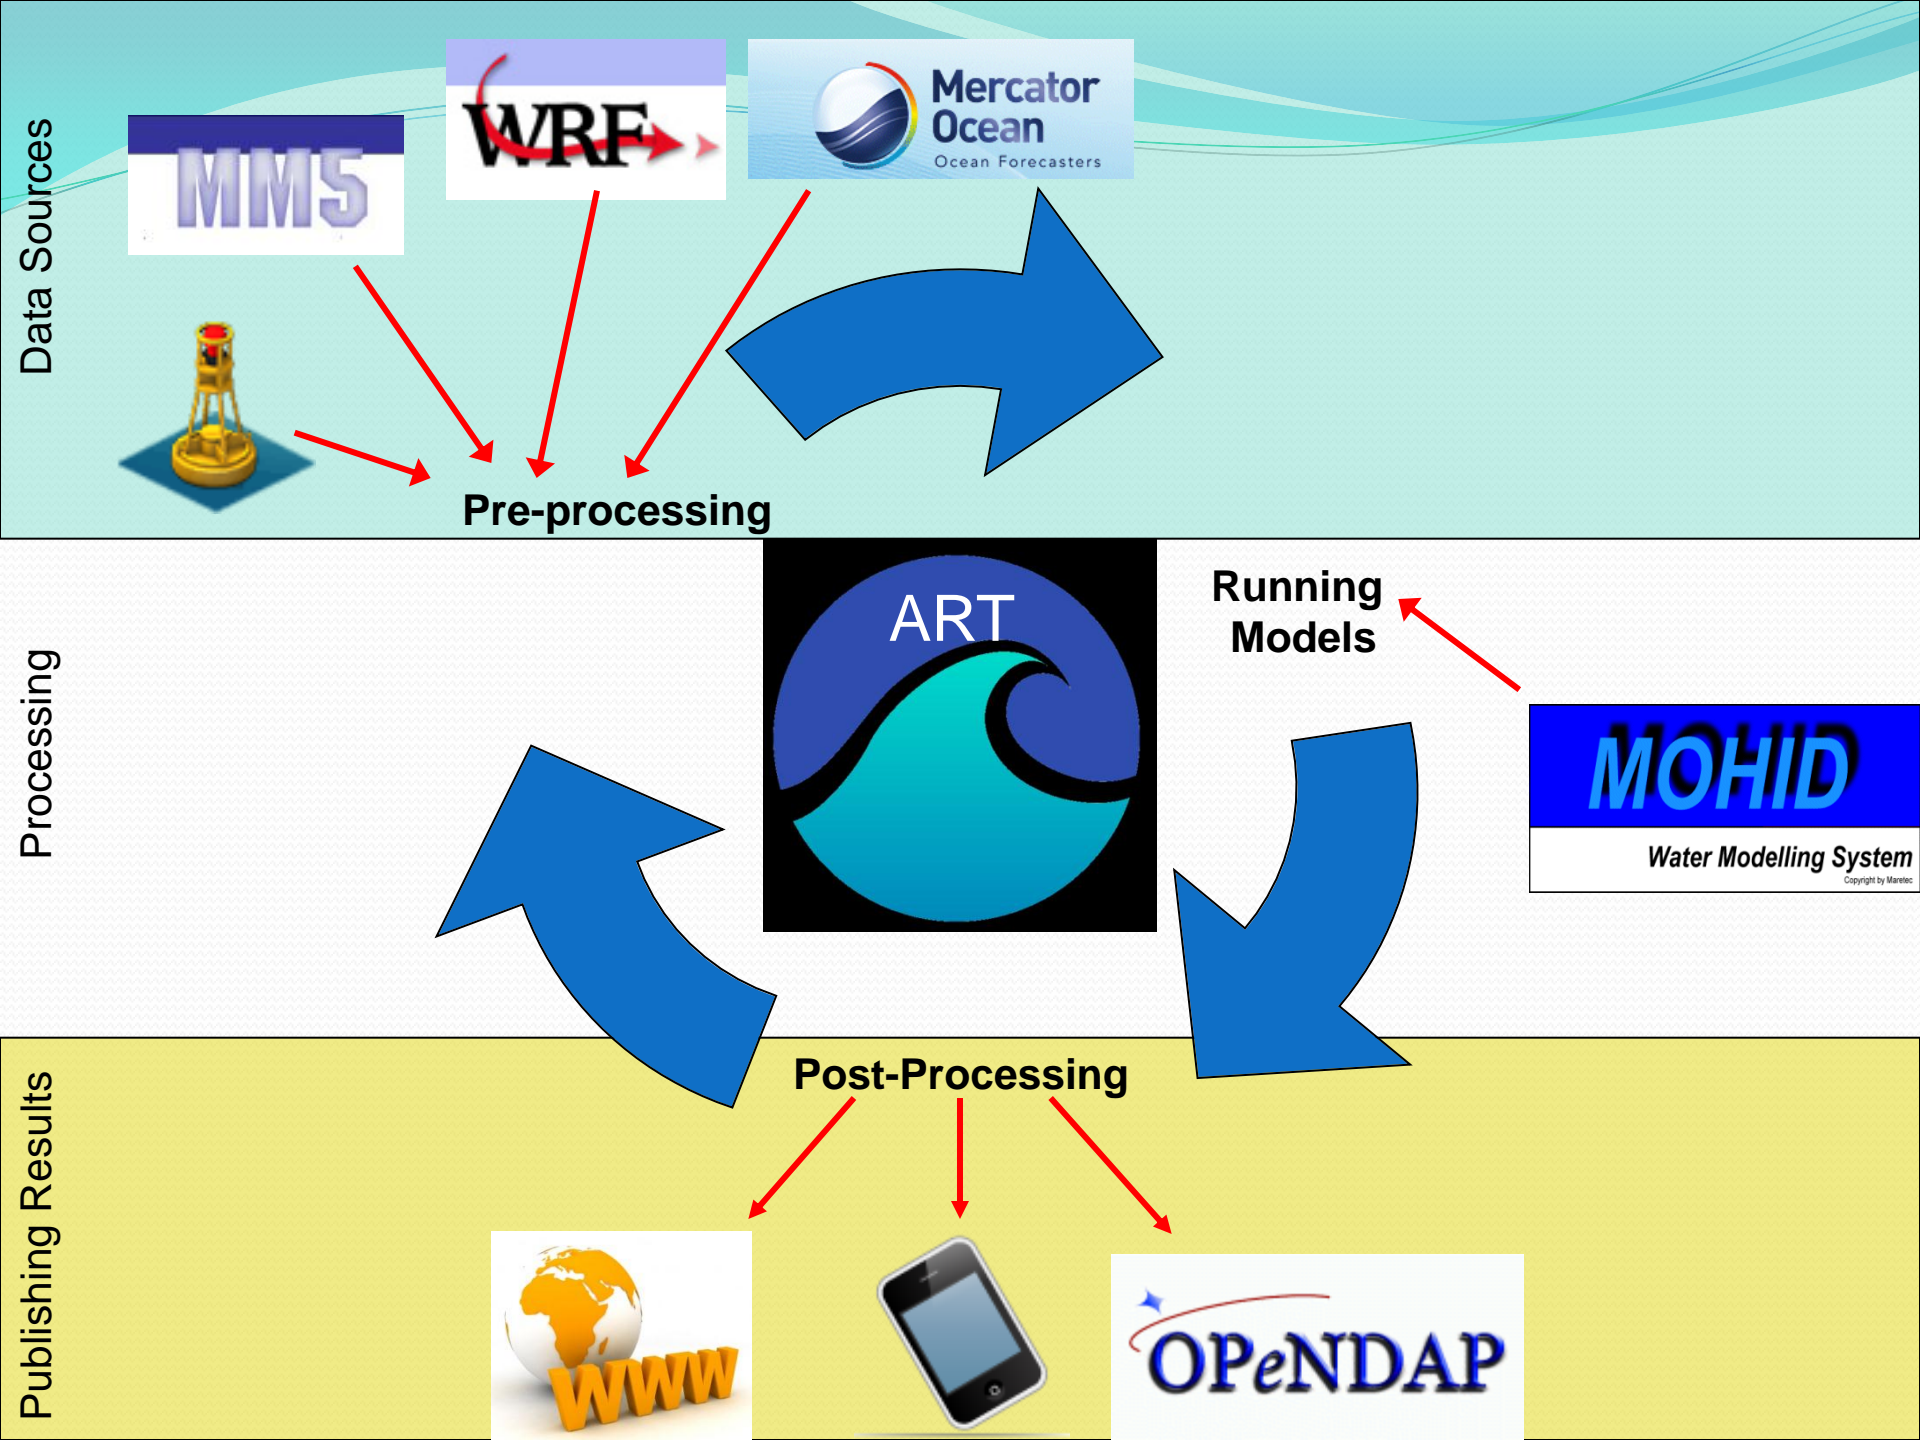 Data Sources
MM5
WRF
Mercator
Ocean
Ocean Forecasters
Pre-processing
Processing
ART
Running
Models
MOHID
Water Modelling System
Copyright by Maretec
Publishing Results
Post-Processing
WWW
OPeNDAP